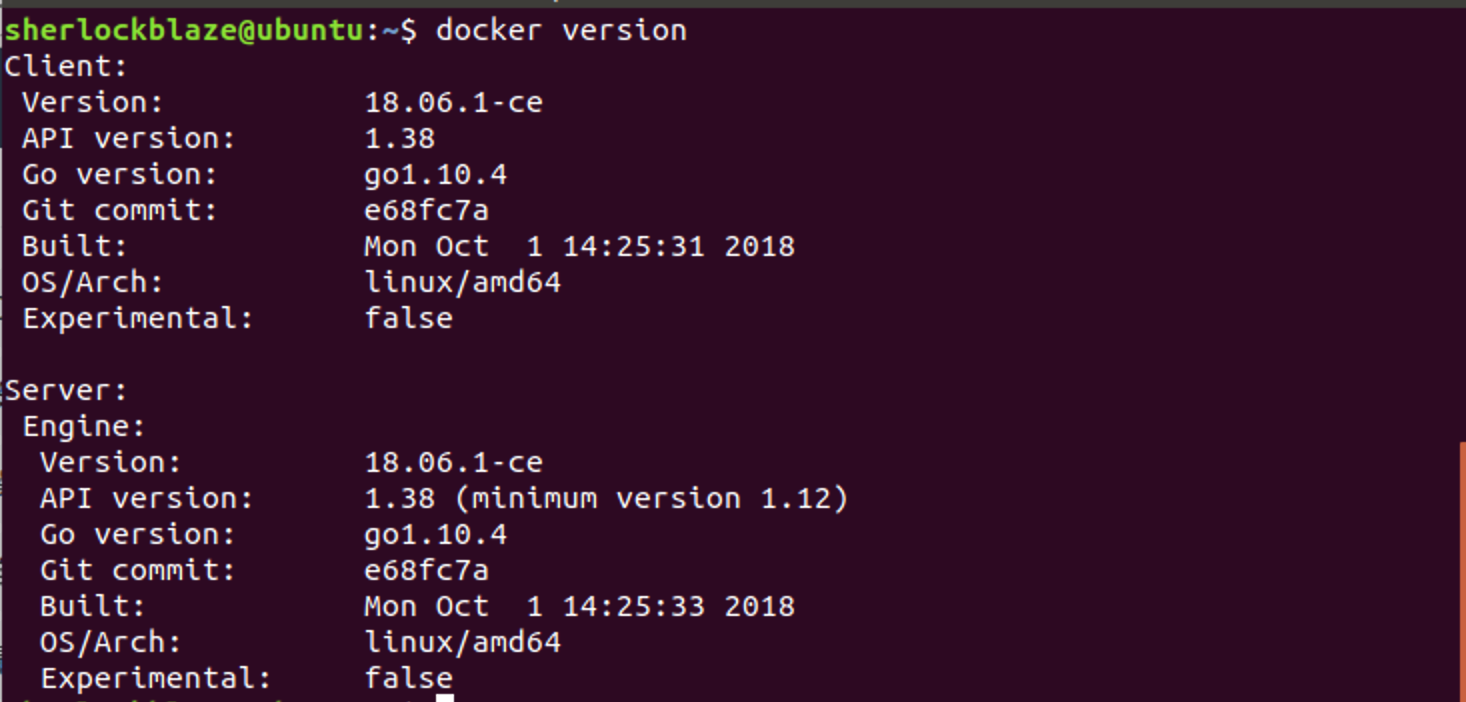 sherlockblaze@ubuntu:~$ docker version
Client:
 Version:           18.06.1-ce
 API version:       1.38
 Go version:        go1.10.4
 Git commit:        e68fc7a
 Built:             Mon Oct  1 14:25:31 2018
 OS/Arch:           linux/amd64
 Experimental:      false

Server:
 Engine:
  Version:          18.06.1-ce
  API version:      1.38 (minimum version 1.12)
  Go version:       go1.10.4
  Git commit:       e68fc7a
  Built:            Mon Oct  1 14:25:33 2018
  OS/Arch:          linux/amd64
  Experimental:     false